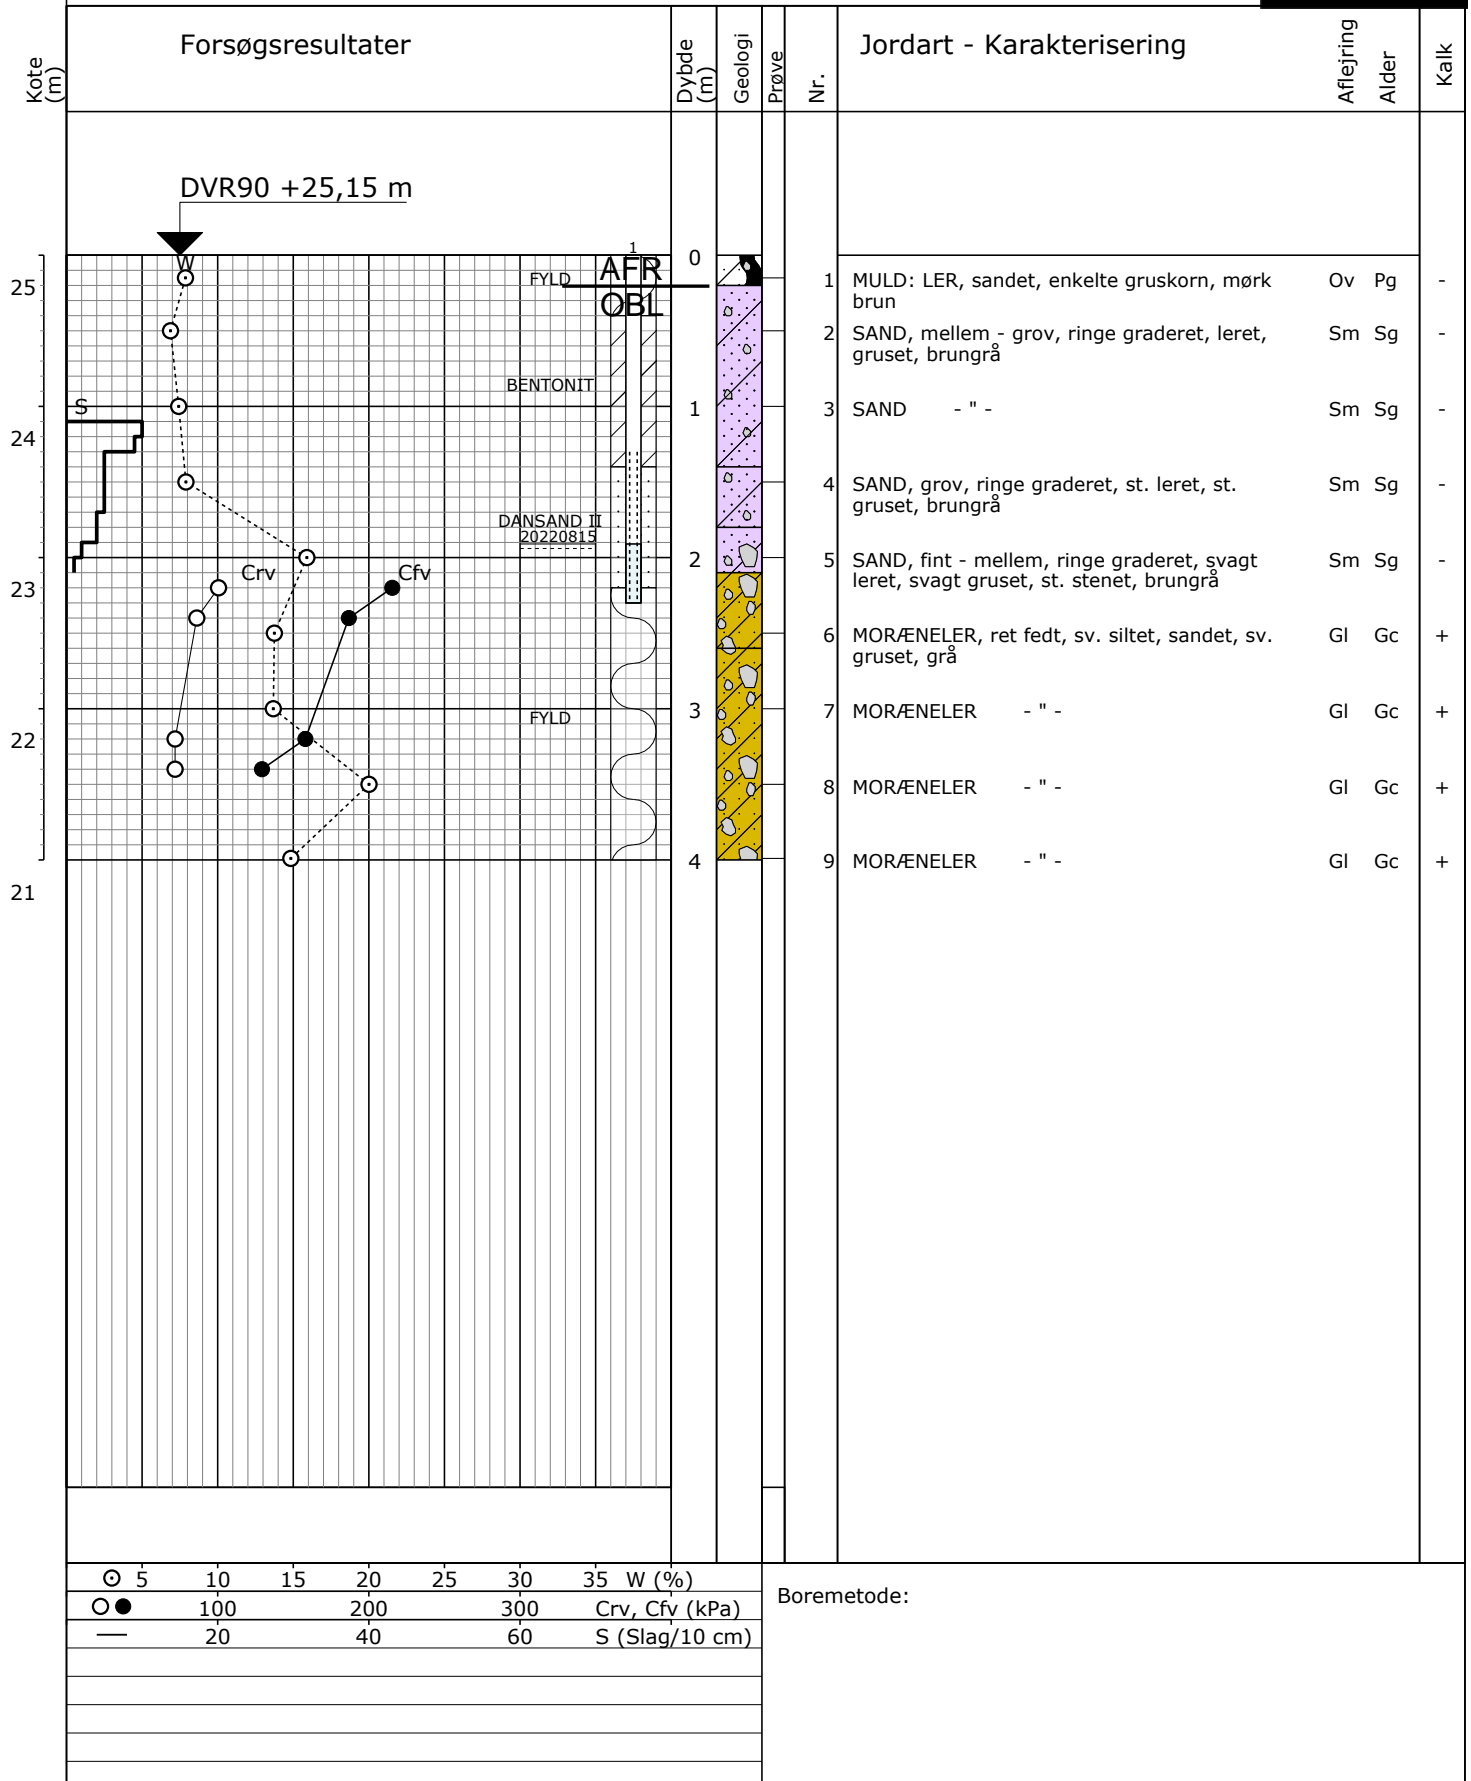 Kote
(m)
Forsøgsresultater
Dybde
(m)
Geologi
Prøve
Nr.
Jordart - Karakterisering
Aflejring
Alder
Kalk
DVR90 +25,15 m
W
1
AFR
FYLD
OBL
0
25
1 MULD: LER, sandet, enkelte gruskorn, mørk Ov Pg -
brun
2 SAND, mellem - grov, ringe graderet, leret, Sm Sg -
gruset, brungrå
BENTONIT
S
1
3 SAND - " - Sm Sg -
24
4 SAND, grov, ringe graderet, st. leret, st. Sm Sg -
gruset, brungrå
DANSAND II
20220815
2
5 SAND, fint - mellem, ringe graderet, svagt Sm Sg -
leret, svagt gruset, st. stenet, brungrå
Crv
Cfv
23
6 MORÆNELER, ret fedt, sv. siltet, sandet, sv. Gl Gc +
gruset, grå
FYLD
3
7 MORÆNELER - " - Gl Gc +
22
8 MORÆNELER - " - Gl Gc +
4
9 MORÆNELER - " - Gl Gc +
21
5 10 15 20 25 30 35 W (%)
100 200 300 Crv, Cfv (kPa)
20 40 60 S (Slag/10 cm)
Boremetode: